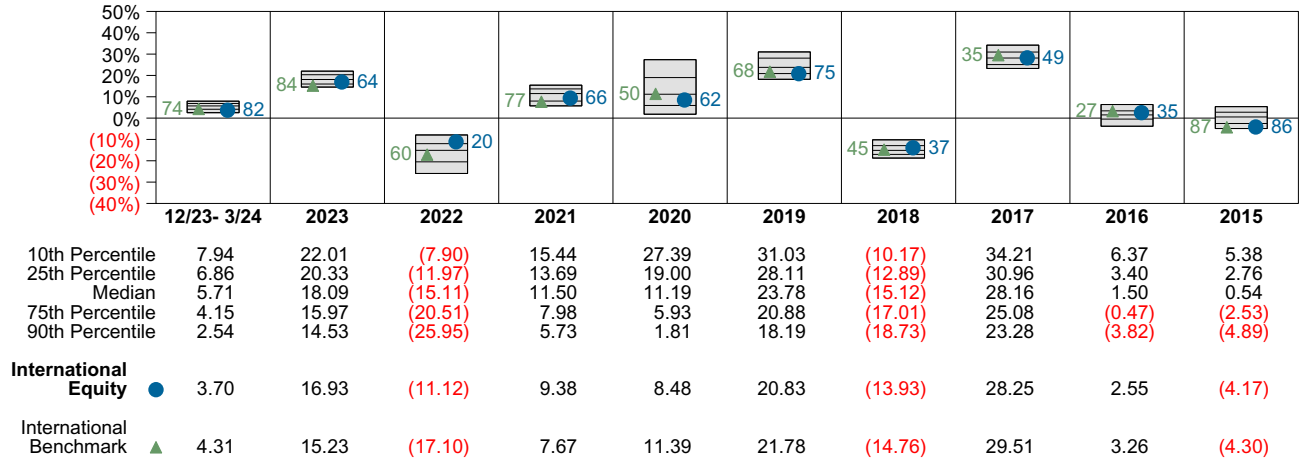 50%
40%
30%
20%
10%
0%
(10%)
(20%)
(30%)
(40%)
74 82 84 64 60 20 77 66 50 62 68 75 45 37 35 49 27 35 87 86
12/23- 3/24 2023 2022 2021 2020 2019 2018 2017 2016 2015
10th Percentile 7.94 22.01 (7.90) 15.44 27.39 31.03 (10.17) 34.21 6.37 5.38
25th Percentile 6.86 20.33 (11.97) 13.69 19.00 28.11 (12.89) 30.96 3.40 2.76
Median 5.71 18.09 (15.11) 11.50 11.19 23.78 (15.12) 28.16 1.50 0.54
75th Percentile 4.15 15.97 (20.51) 7.98 5.93 20.88 (17.01) 25.08 (0.47) (2.53)
90th Percentile 2.54 14.53 (25.95) 5.73 1.81 18.19 (18.73) 23.28 (3.82) (4.89)
International
Equity 3.70 16.93 (11.12) 9.38 8.48 20.83 (13.93) 28.25 2.55 (4.17)
International
Benchmark 4.31 15.23 (17.10) 7.67 11.39 21.78 (14.76) 29.51 3.26 (4.30)